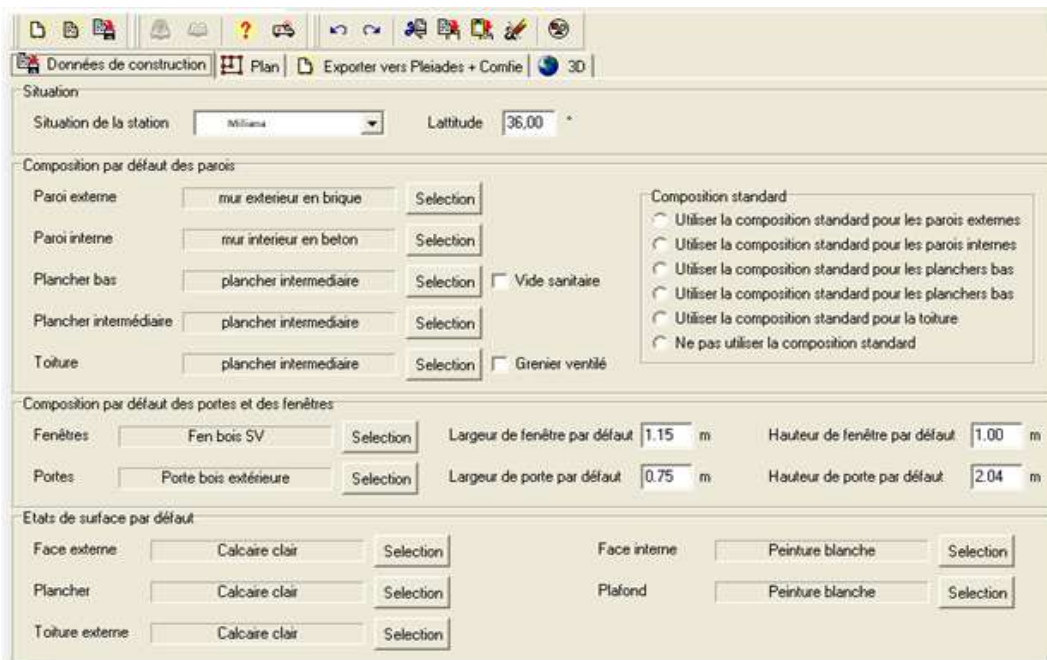 Données de construction Plan Exporter vers Pleiades + Comfie 3D
Situation
Situation de la station Miliana Lattitude 36,00 °
Composition par défaut des parois
Paroi externe mur exterieur en brique Selection
Paroi interne mur interieur en beton Selection
Plancher bas plancher intermediaire Selection Vide sanitaire
Plancher intermédiaire plancher intermediaire Selection
Toiture plancher intermediaire Selection Grenier ventilé
Composition standard
Utiliser la composition standard pour les parois externes
Utiliser la composition standard pour les parois internes
Utiliser la composition standard pour les planchers bas
Utiliser la composition standard pour les planchers bas
Utiliser la composition standard pour la toiture
Ne pas utiliser la composition standard
Composition par défaut des portes et des fenêtres
Fenêtres Fen bois SV Selection Largeur de fenêtre par défaut 1.15 m Hauteur de fenêtre par défaut 1.00 m
Portes Porte bois extérieure Selection Largeur de porte par défaut 0.75 m Hauteur de porte par défaut 2.04 m
Etats de surface par défaut
Face externe Calcaire clair Selection Face interne Peinture blanche Selection
Plancher Calcaire clair Selection Plafond Peinture blanche Selection
Toiture externe Calcaire clair Selection